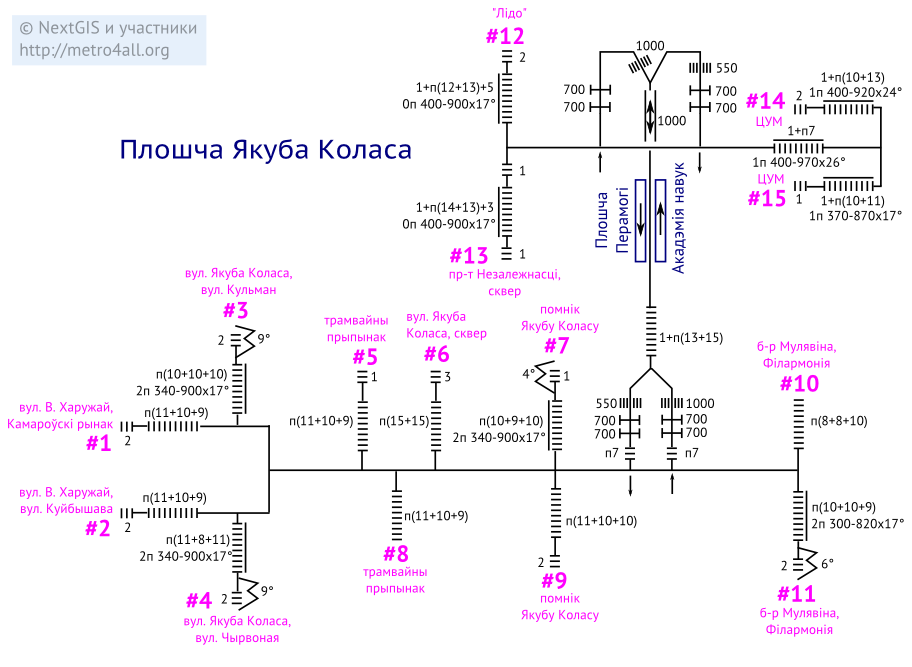 © NextGIS и участники
http://metro4all.org
"Лідо"
#12
2
1+п(12+13)+5
0п 400-900x17°
1000
550
700
700
700
700
1000
1+п(10+13)
1п 400-920x24°
#14
2
ЦУМ
1+п7
1п 400-970x26°
ЦУМ
#15
1
1+п(10+11)
1п 370-870x17°
Плошча Якуба Коласа
1
1+п(14+13)+3
0п 400-900x17°
1
#13
пр-т Незалежнасці,
сквер
Плошча
Перамогі
Акадэмія навук
вул. Якуба Коласа,
вул. Кульман
#3
2
9°
п(10+10+10)
2п 340-900x17°
трамвайны
прыпынак
#5
1
п(11+10+9)
вул. Якуба
Коласа, сквер
#6
3
п(15+15)
помнік
Якубу Коласу
#7
4°
1
п(10+9+10)
2п 340-900x17°
1+п(13+15)
550
1000
700
700
700
700
п7
п7
б-р Мулявіна,
Філармонія
#10
п(8+8+10)
вул. В. Харужай,
Камароўскі рынак
#1
2
п(11+10+9)
вул. В. Харужай,
вул. Куйбышава
#2
2
п(11+10+9)
п(11+8+11)
2п 340-900x17°
#4
2
9°
вул. Якуба Коласа,
вул. Чырвоная
п(11+10+9)
#8
трамвайны
прыпынак
п(11+10+10)
2
#9
помнік
Якубу Коласу
п(10+10+9)
2п 300-820x17°
2
6°
#11
б-р Мулявіна,
Філармонія